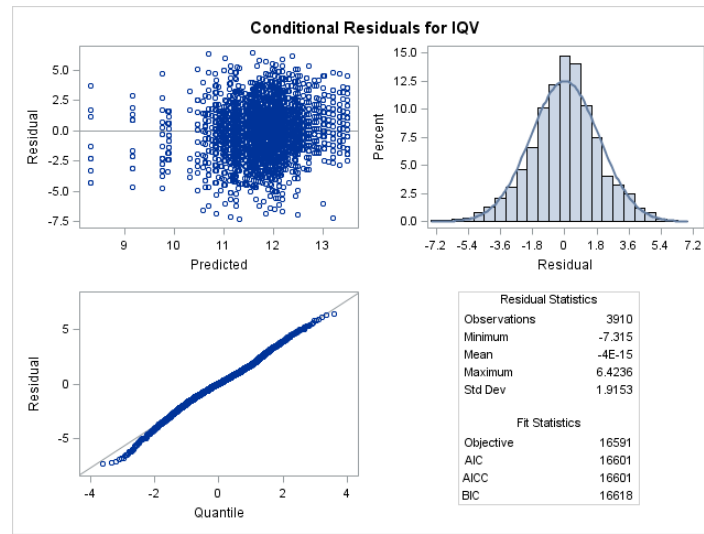 Conditional Residuals for IQV
5.0
2.5
0.0
-2.5
-5.0
-7.5
Residual
9 10 11 12 13
Predicted
15.0
12.5
10.0
7.5
5.0
2.5
0.0
Percent
-7.2 -5.4 -3.6 -1.8 0 1.8 3.6 5.4 7.2
Residual
5
0
-5
Residual
-4 -2 0 2 4
Quantile
Residual Statistics
Observations 3910
Minimum -7.315
Mean -4E-15
Maximum 6.4236
Std Dev 1.9153
Fit Statistics
Objective 16591
AIC 16601
AICC 16601
BIC 16618